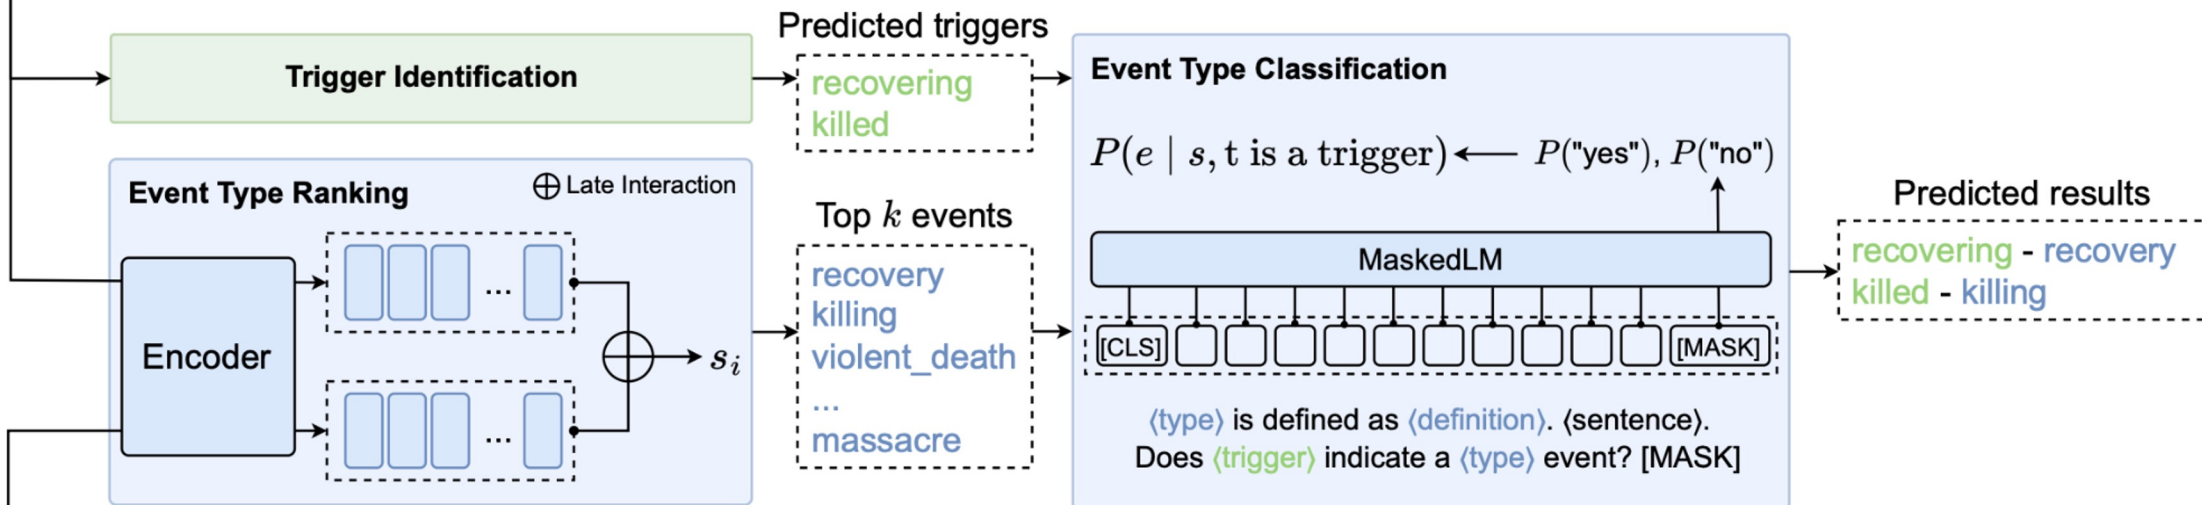 Trigger Identification
Predicted triggers
recovering
killed
Event Type Ranking
⊕ Late Interaction
Encoder
...
...
s_i
Top k events
recovery
killing
violent_death
...
massacre
Event Type Classification
P(e | s, t is a trigger) ← P("yes"), P("no")
MaskedLM
[CLS] [MASK]
⟨type⟩ is defined as ⟨definition⟩. ⟨sentence⟩.
Does ⟨trigger⟩ indicate a ⟨type⟩ event? [MASK]
Predicted results
recovering - recovery
killed - killing